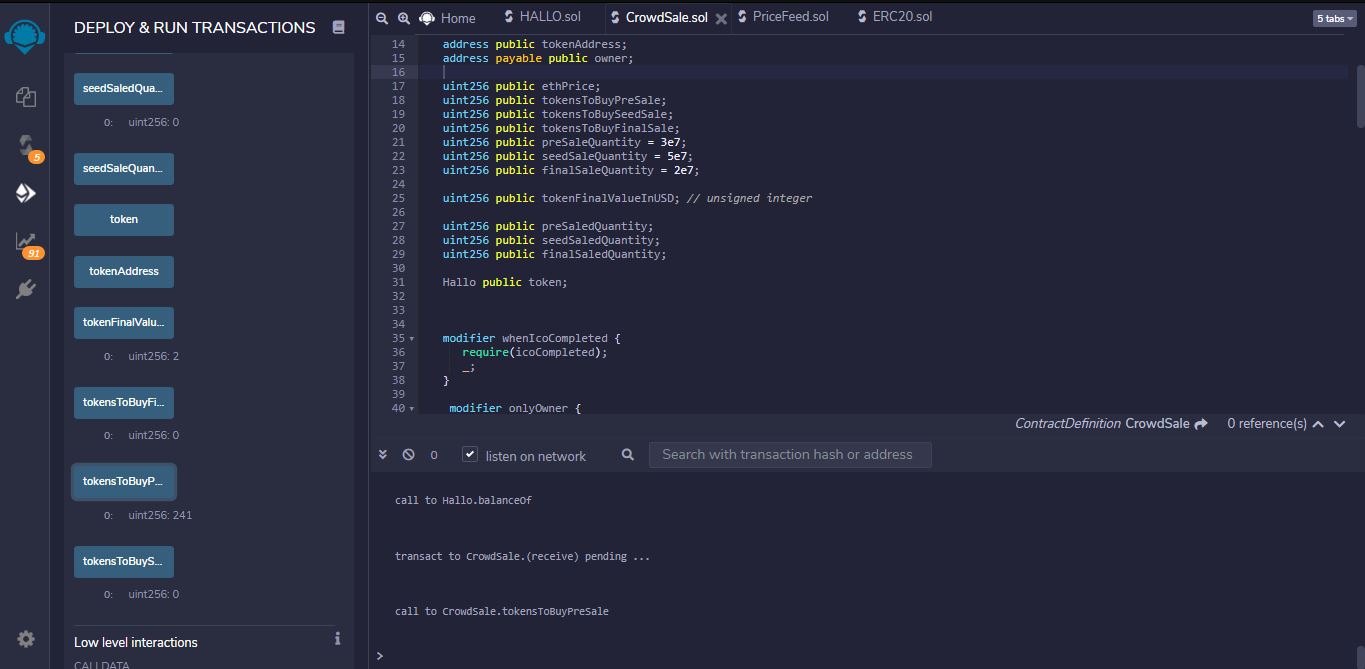 DEPLOY & RUN TRANSACTIONS
seedSaledQua...
0: uint256: 0
seedSaleQuan...
token
tokenAddress
tokenFinalValu...
0: uint256: 2
tokensToBuyFi...
0: uint256: 0
tokensToBuyP...
0: uint256: 241
tokensToBuyS...
0: uint256: 0
Low level interactions
CALLDATA
5
91
Home HALLO.sol CrowdSale.sol PriceFeed.sol ERC20.sol 5 tabs
14 address public tokenAddress;
15 address payable public owner;
16
17 uint256 public ethPrice;
18 uint256 public tokensToBuyPreSale;
19 uint256 public tokensToBuySeedSale;
20 uint256 public tokensToBuyFinalSale;
21 uint256 public preSaleQuantity = 3e7;
22 uint256 public seedSaleQuantity = 5e7;
23 uint256 public finalSaleQuantity = 2e7;
24
25 uint256 public tokenFinalValueInUSD; // unsigned integer
26
27 uint256 public preSaledQuantity;
28 uint256 public seedSaledQuantity;
29 uint256 public finalSaledQuantity;
30
31 Hallo public token;
32
33
34
35 modifier whenIcoCompleted {
36 require(icoCompleted);
37 _;
38 }
39
40 modifier onlyOwner {
ContractDefinition CrowdSale 0 reference(s)
0 listen on network Search with transaction hash or address
call to Hallo.balanceOf
transact to CrowdSale.(receive) pending ...
call to CrowdSale.tokensToBuyPreSale
>